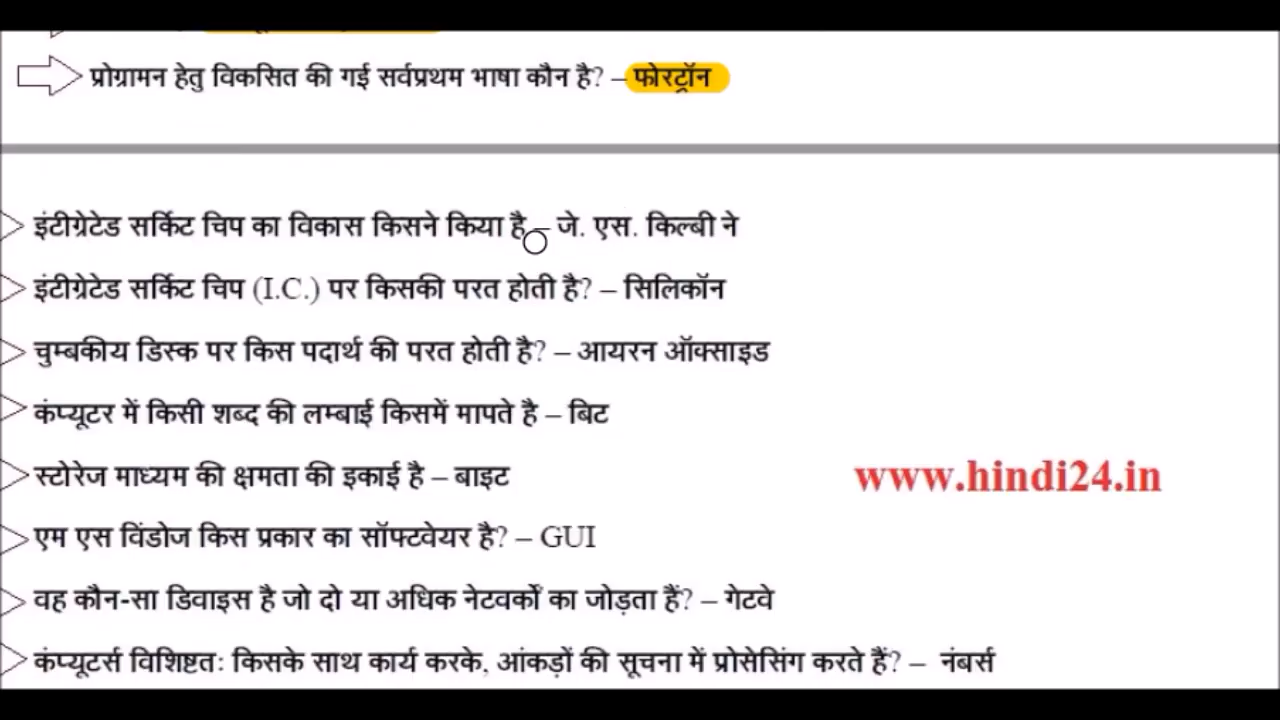 प्रोग्रामन हेतु विकसित की गई सर्वप्रथम भाषा कौन है? – फोरट्रॉन
इंटीग्रेटेड सर्किट चिप का विकास किसने किया है – जे. एस. किल्बी ने
इंटीग्रेटेड सर्किट चिप (I.C.) पर किसकी परत होती है? – सिलिकॉन
चुम्बकीय डिस्क पर किस पदार्थ की परत होती है? – आयरन ऑक्साइड
कंप्यूटर में किसी शब्द की लम्बाई किसमें मापते है – बिट
स्टोरेज माध्यम की क्षमता की इकाई है – बाइट
www.hindi24.in
एम एस विंडोज किस प्रकार का सॉफ्टवेयर है? – GUI
वह कौन-सा डिवाइस है जो दो या अधिक नेटवर्कों का जोड़ता हैं? – गेटवे
कंप्यूटर्स विशिष्टतः किसके साथ कार्य करके, आंकड़ों की सूचना में प्रोसेसिंग करते हैं? – नंबर्स